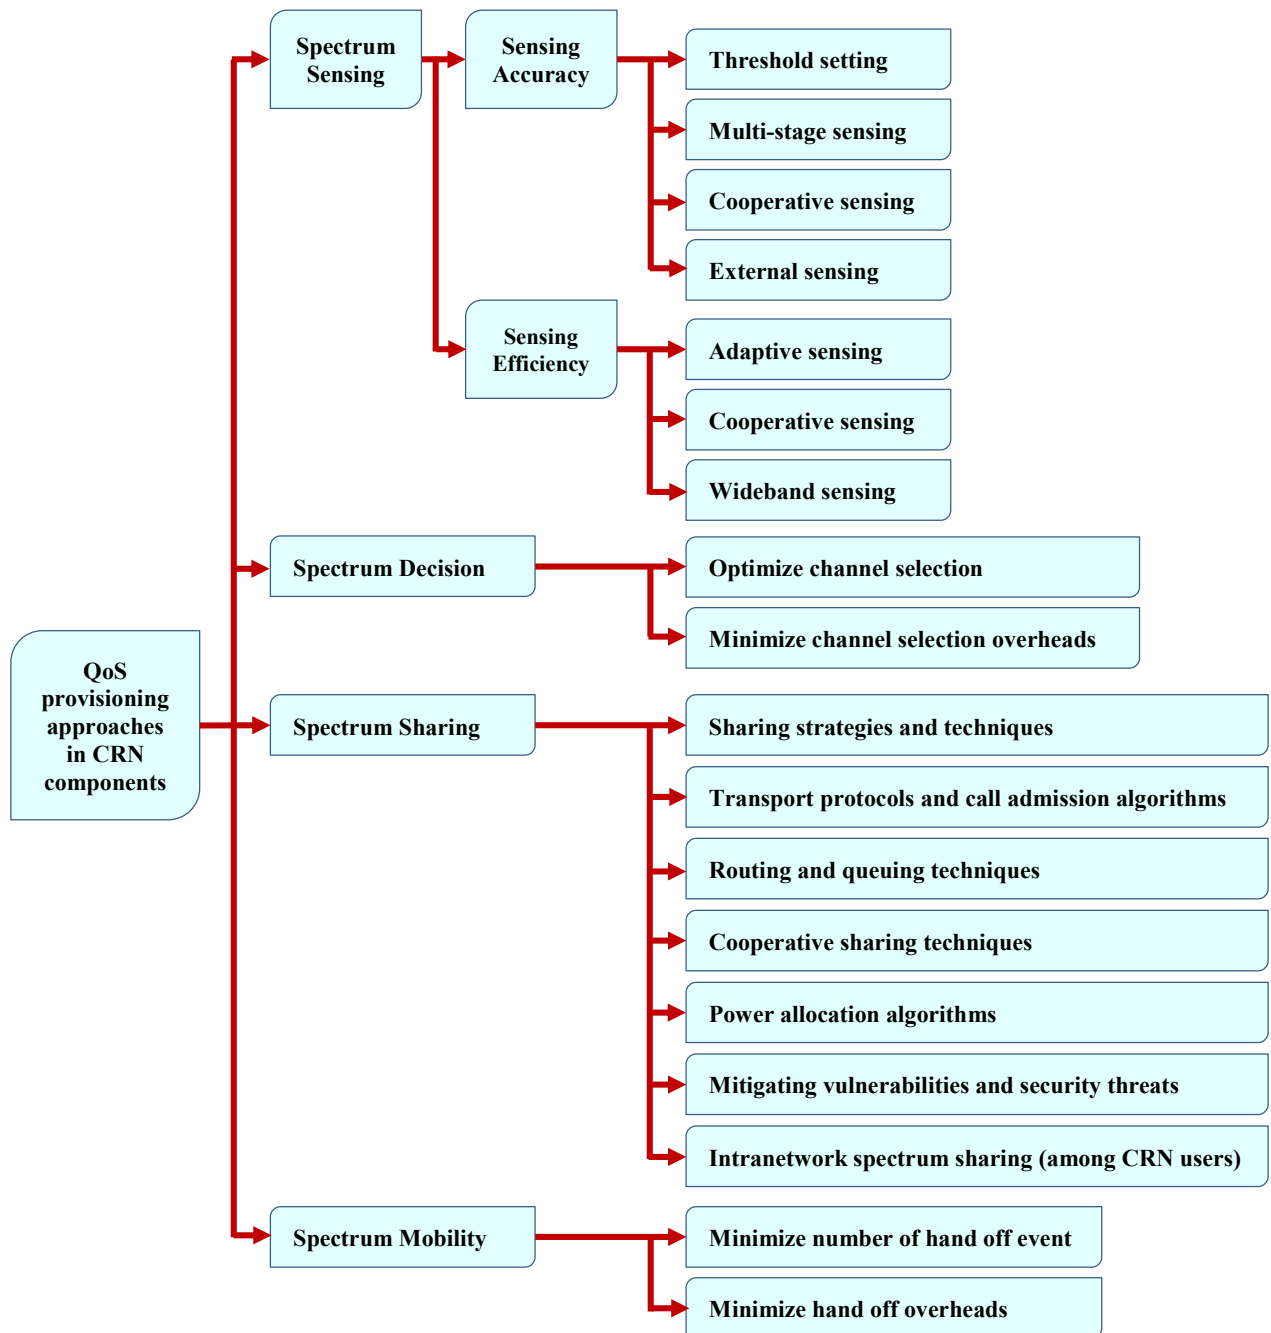 Spectrum
Sensing
Sensing
Accuracy
Threshold setting
Multi-stage sensing
Cooperative sensing
External sensing
Sensing
Efficiency
Adaptive sensing
Cooperative sensing
Wideband sensing
Spectrum Decision
Optimize channel selection
Minimize channel selection overheads
QoS
provisioning
approaches
in CRN
components
Spectrum Sharing
Sharing strategies and techniques
Transport protocols and call admission algorithms
Routing and queuing techniques
Cooperative sharing techniques
Power allocation algorithms
Mitigating vulnerabilities and security threats
Intranetwork spectrum sharing (among CRN users)
Spectrum Mobility
Minimize number of hand off event
Minimize hand off overheads